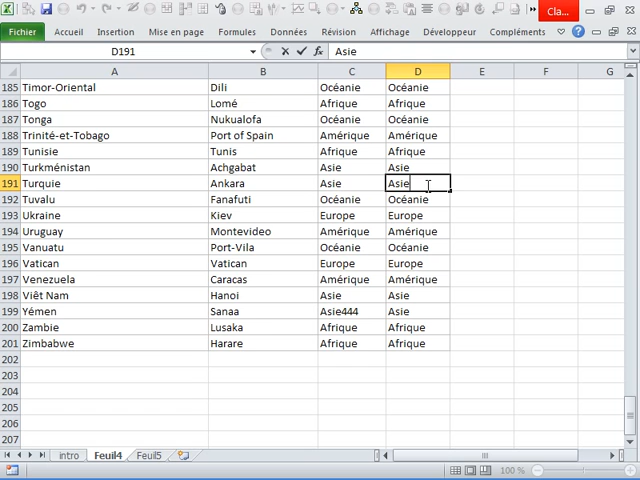 Cla...
Fichier Accueil Insertion Mise en page Formules Données Révision Affichage Développeur Compléments
D191 fx Asie
A B C D E F G
185 Timor-Oriental Dili Océanie Océanie
186 Togo Lomé Afrique Afrique
187 Tonga Nukualofa Océanie Océanie
188 Trinité-et-Tobago Port of Spain Amérique Amérique
189 Tunisie Tunis Afrique Afrique
190 Turkménistan Achgabat Asie Asie
191 Turquie Ankara Asie Asie
192 Tuvalu Fanafuti Océanie Océanie
193 Ukraine Kiev Europe Europe
194 Uruguay Montevideo Amérique Amérique
195 Vanuatu Port-Vila Océanie Océanie
196 Vatican Vatican Europe Europe
197 Venezuela Caracas Amérique Amérique
198 Viêt Nam Hanoi Asie Asie
199 Yémen Sanaa Asie444 Asie
200 Zambie Lusaka Afrique Afrique
201 Zimbabwe Harare Afrique Afrique
202
203
204
205
206
207
intro Feuil4 Feuil5
100 %